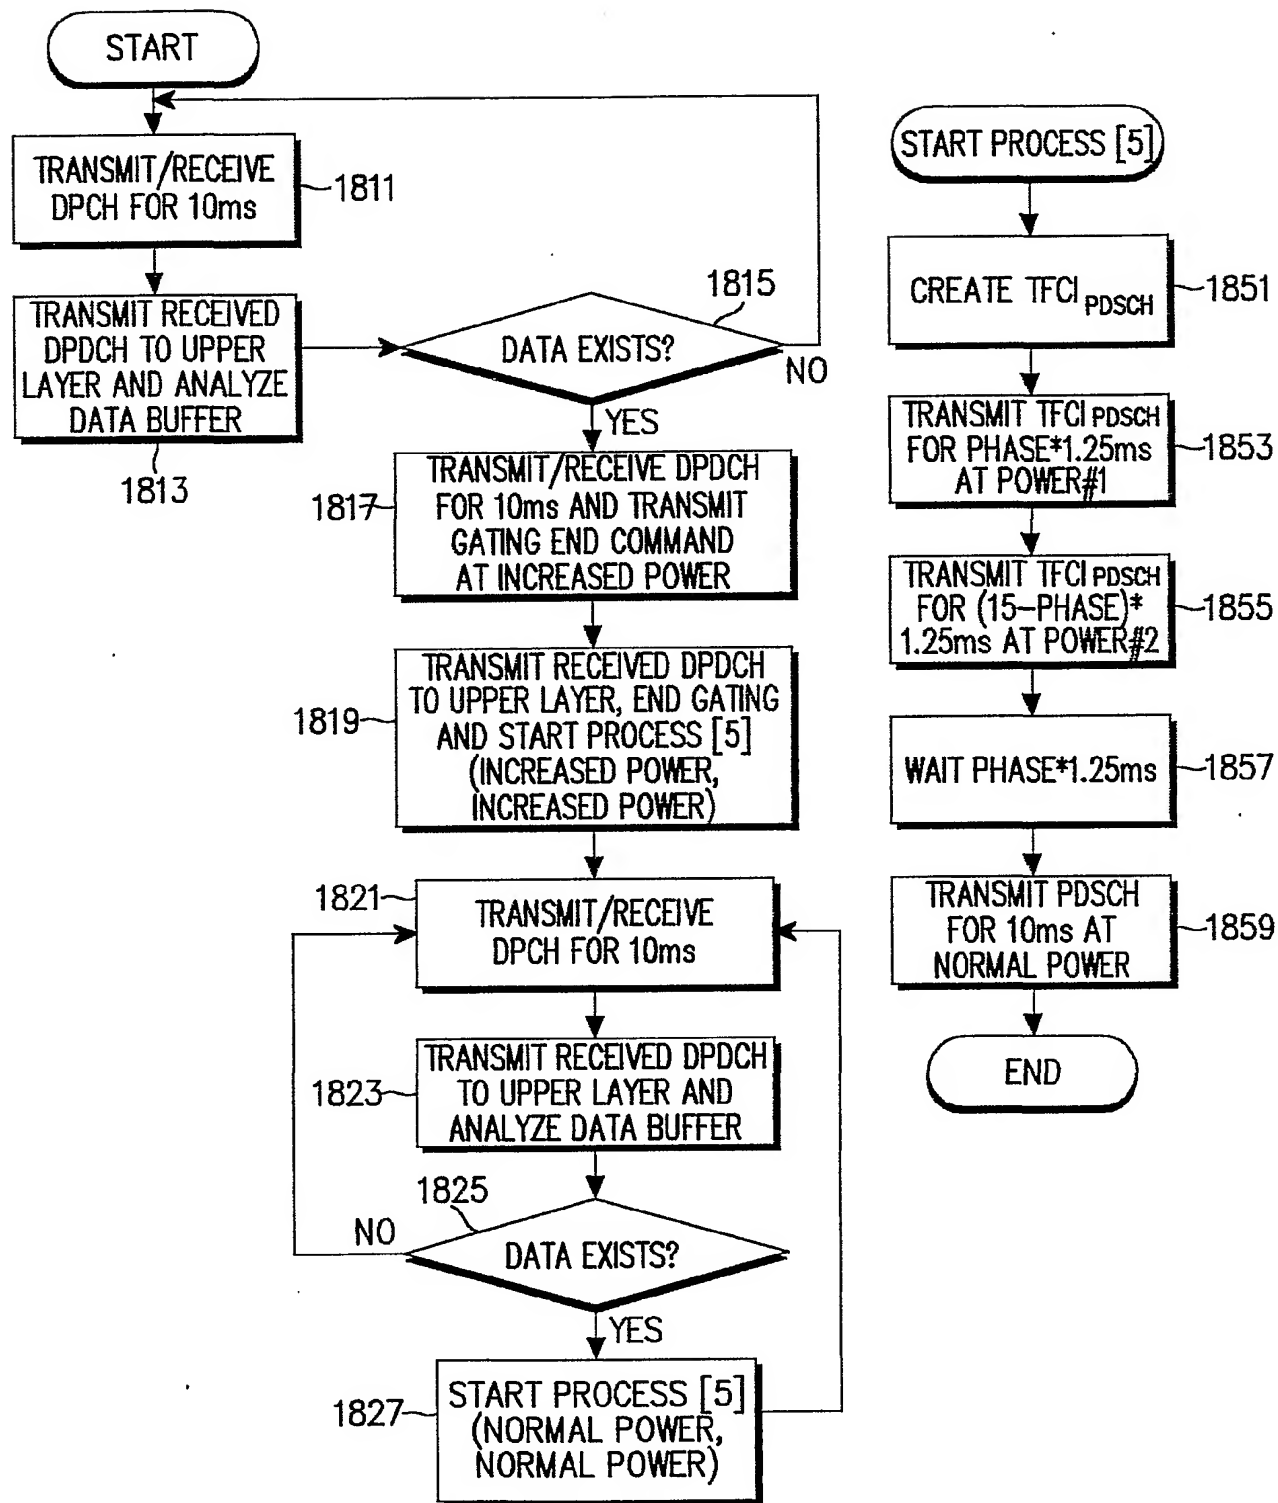 START
TRANSMIT/RECEIVE
DPCH FOR 10ms
1811
TRANSMIT RECEIVED
DPDCH TO UPPER
LAYER AND ANALYZE
DATA BUFFER
1813
1815
DATA EXISTS?
NO
YES
1817
TRANSMIT/RECEIVE DPDCH
FOR 10ms AND TRANSMIT
GATING END COMMAND
AT INCREASED POWER
1819
TRANSMIT RECEIVED DPDCH
TO UPPER LAYER, END GATING
AND START PROCESS [5]
(INCREASED POWER,
INCREASED POWER)
1821
TRANSMIT/RECEIVE
DPCH FOR 10ms
1823
TRANSMIT RECEIVED DPDCH
TO UPPER LAYER AND
ANALYZE DATA BUFFER
1825
NO
DATA EXISTS?
YES
1827
START PROCESS [5]
(NORMAL POWER,
NORMAL POWER)
START PROCESS [5]
CREATE TFCI PDSCH
1851
TRANSMIT TFCI PDSCH
FOR PHASE*1.25ms
AT POWER#1
1853
TRANSMIT TFCI PDSCH
FOR (15-PHASE)*
1.25ms AT POWER#2
1855
WAIT PHASE*1.25ms
1857
TRANSMIT PDSCH
FOR 10ms AT
NORMAL POWER
1859
END